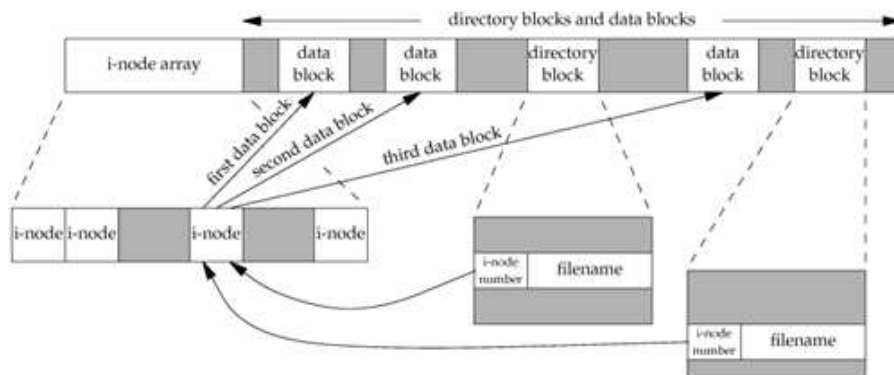 directory blocks and data blocks
i-node array
data
block
data
block
directory
block
data
block
directory
block
first data block
second data block
third data block
i-node
i-node
i-node
i-node
i-node
number
filename
i-node
number
filename